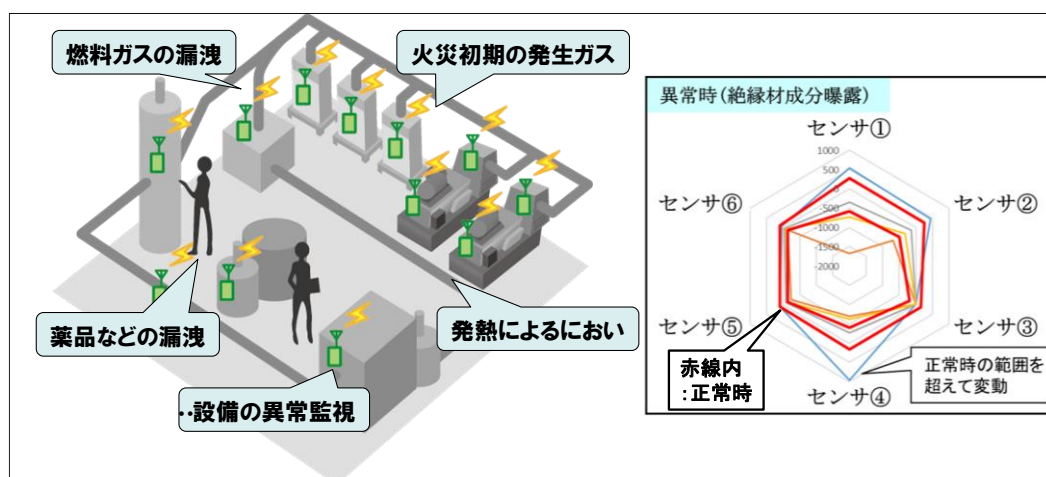 燃料ガスの漏洩
火災初期の発生ガス
薬品などの漏洩
発熱によるにおい
‥設備の異常監視
異常時（絶縁材成分曝露）
センサ①
センサ②
センサ③
センサ④
センサ⑤
センサ⑥
1000
500
0
-500
-1000
-1500
-2000
赤線内
：正常時
正常時の範囲を
超えて変動